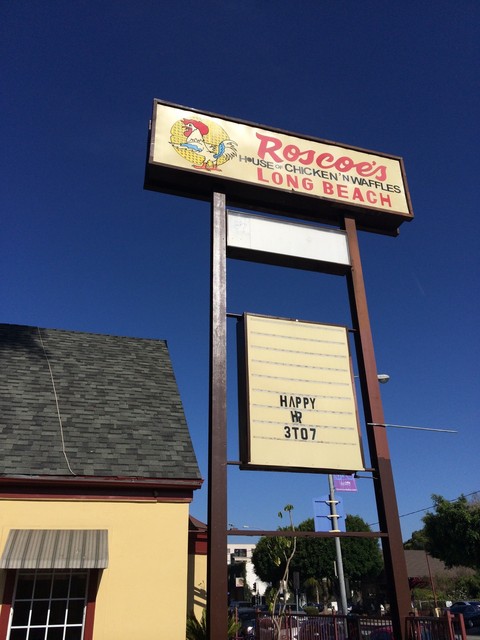 Roscoe's
HOUSE OF CHICKEN 'N WAFFLES
LONG BEACH
HAPPY
HR
3TO7